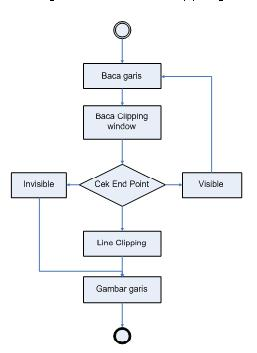 Baca garis
Baca Clipping
window
Invisible
Cek End Point
Visible
Line Clipping
Gambar garis